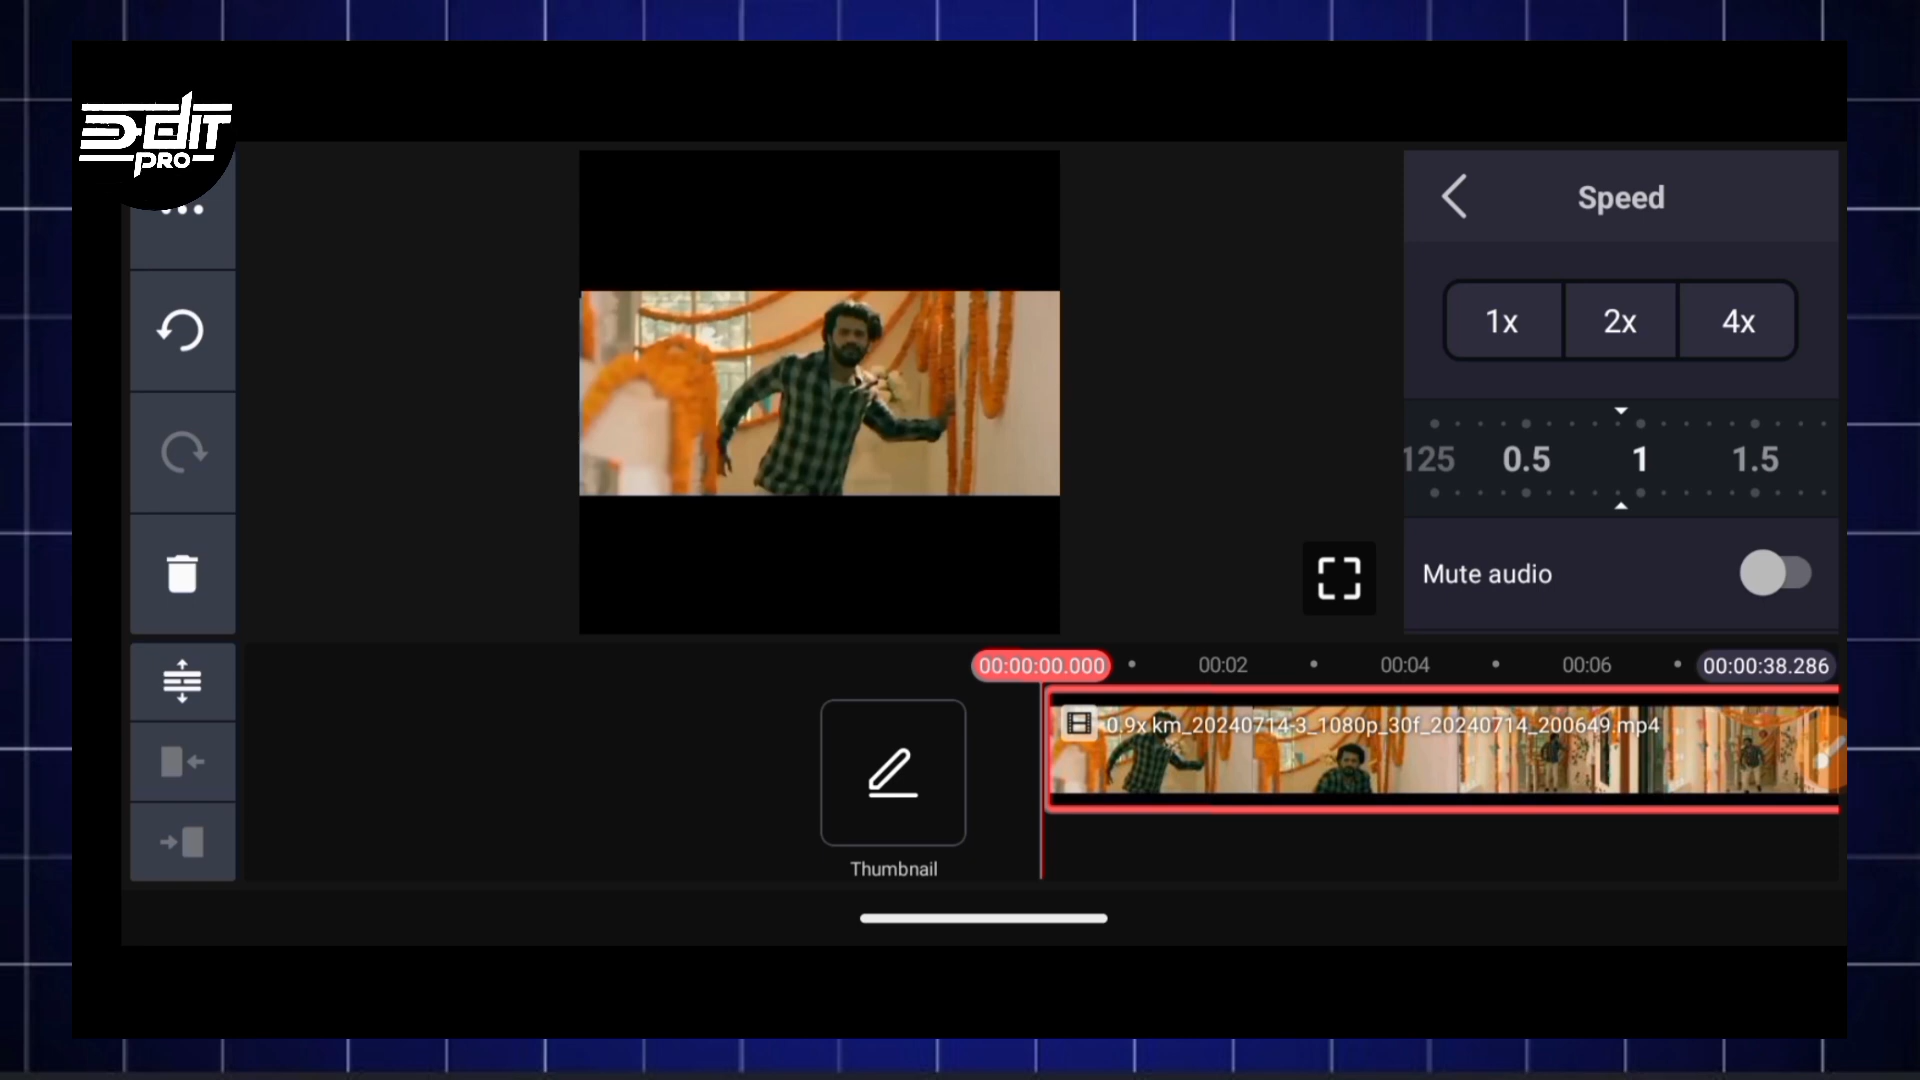 EDIT
PRO
Speed
1x 2x 4x
125 0.5 1 1.5
Mute audio
00:00:00.000 00:02 00:04 00:06 00:00:38.286
0.9x km_20240714-3_1080p_30f_20240714_200649.mp4
Thumbnail